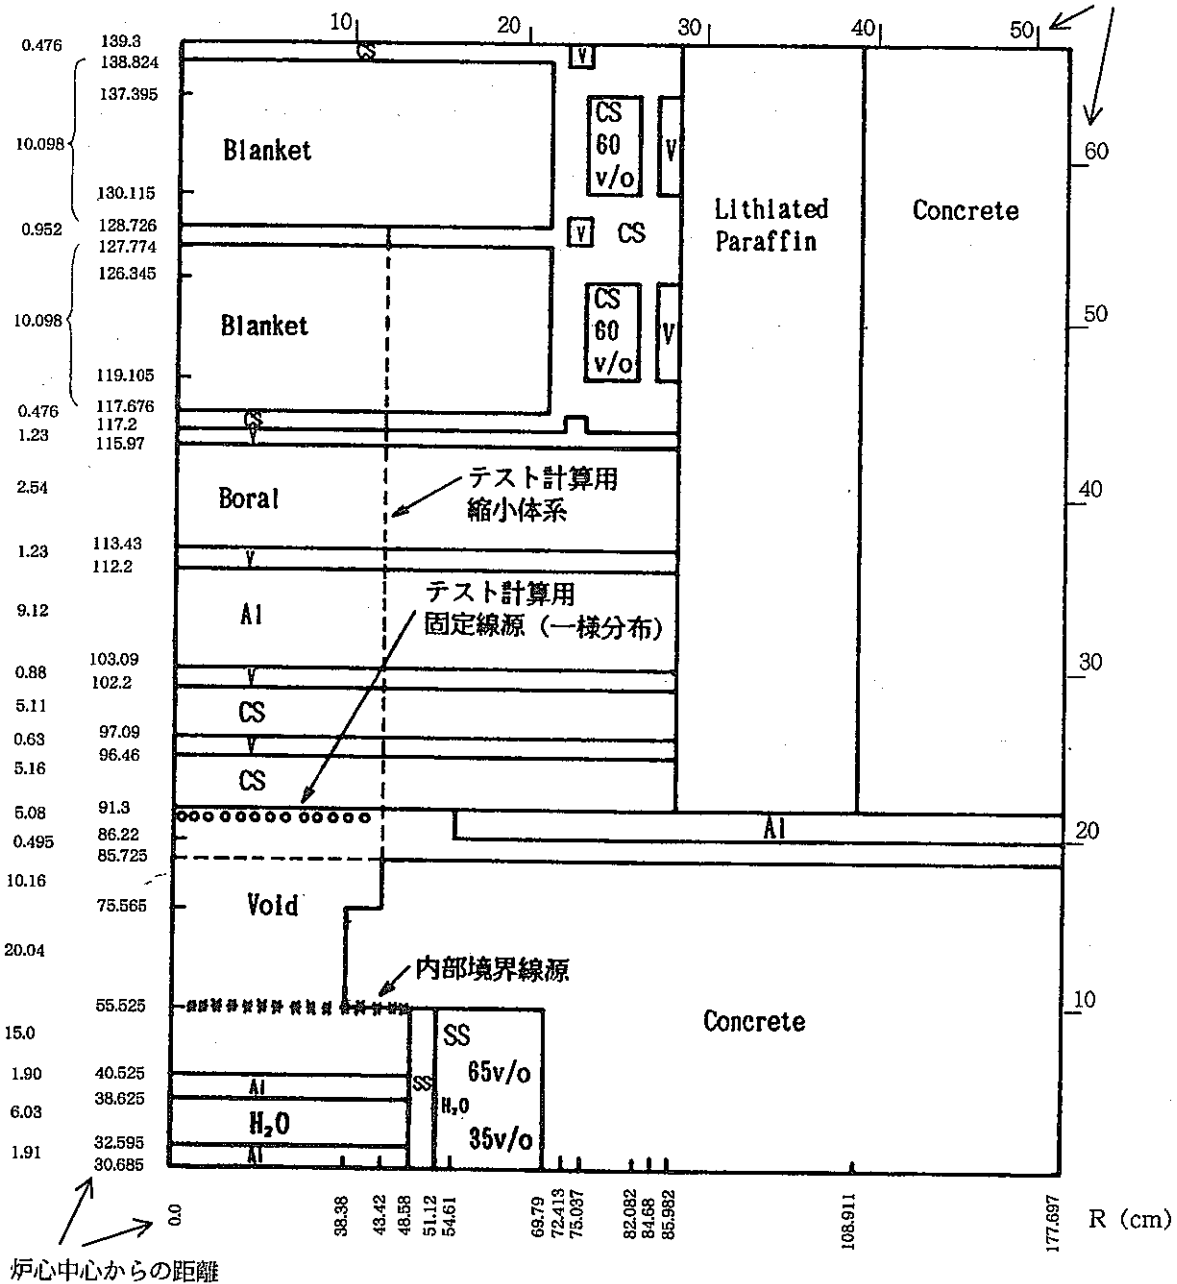 10 20 30 40 50
0.476 139.3
CS V
138.824
137.395
CS
60
v/o
V
10.098
Blanket
60
130.115
Lithiated
Paraffin
Concrete
128.726
0.952
V CS
127.774
126.345
CS
60
v/o
V
10.098
Blanket
50
119.105
117.676
0.476
CS
117.2
1.23
V
115.97
テスト計算用
縮小体系
2.54
Boral
40
113.43
1.23
V
112.2
テスト計算用
固定線源（一様分布）
9.12
Al
103.09
30
0.88
V
102.2
5.11
CS
97.09
0.63
V
96.46
5.16
CS
91.3
5.08
Al
86.22
20
0.495
85.725
10.16
Void
75.565
20.04
内部境界線源
55.525
10
Concrete
15.0
SS
65v/o
H₂O
35v/o
SS
40.525
1.90
Al
38.625
6.03
H₂O
32.595
1.91
Al
30.685
0.0 38.38 43.42 48.58 51.12 54.61 69.79 72.413 75.037 82.082 84.68 85.982 108.911 177.697
R (cm)
炉心中心からの距離